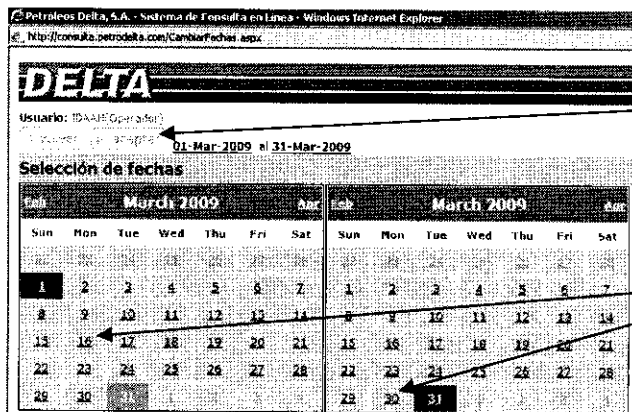 Petroleos Delta, S.A. - Sistema de Consulta en Linea - Windows Internet Explorer
http://consulta.petrodelta.com/CambiarFechas.aspx
DELTA
Usuario: IDAAN(Operador)
01-Mar-2009 al 31-Mar-2009
Selección de fechas
Feb March 2009 Apr Feb March 2009 Apr
Sun Mon Tue Wed Thu Fri Sat Sun Mon Tue Wed Thu Fri Sat
1 2 3 4 5 6 7 1 2 3 4 5 6 7
8 9 10 11 12 13 14 8 9 10 11 12 13 14
15 16 17 18 19 20 21 15 16 17 18 19 20 21
22 23 24 25 26 27 28 22 23 24 25 26 27 28
29 30 31 29 30 31